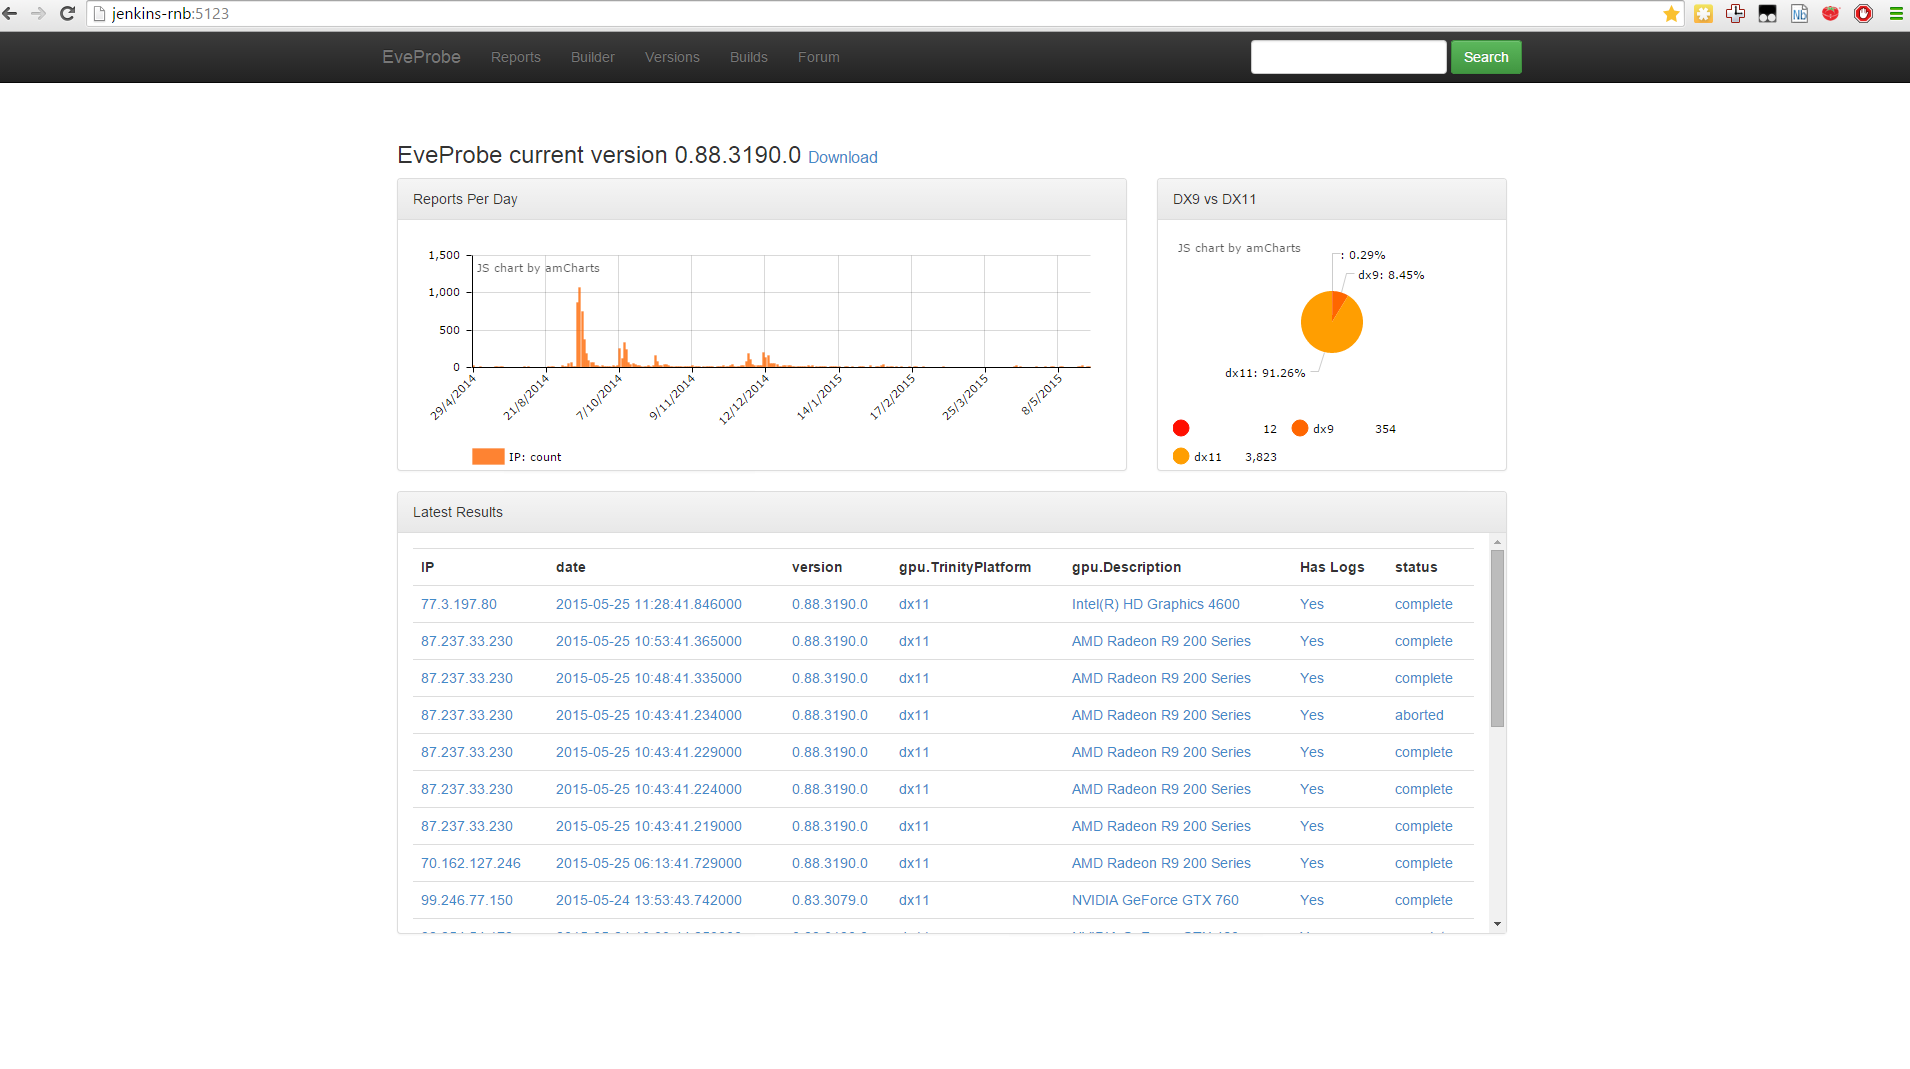 jenkins-rnb:5123
EveProbe Reports Builder Versions Builds Forum Search
EveProbe current version 0.88.3190.0 Download
Reports Per Day
1,500
1,000
500
0
JS chart by amCharts
29/4/2014 21/8/2014 7/10/2014 9/11/2014 12/12/2014 14/1/2015 17/2/2015 25/3/2015 8/5/2015
IP: count
DX9 vs DX11
JS chart by amCharts
: 0.29%
dx9: 8.45%
dx11: 91.26%
12 dx9 354
dx11 3,823
Latest Results
IP date version gpu.TrinityPlatform gpu.Description Has Logs status
77.3.197.80 2015-05-25 11:28:41.846000 0.88.3190.0 dx11 Intel(R) HD Graphics 4600 Yes complete
87.237.33.230 2015-05-25 10:53:41.365000 0.88.3190.0 dx11 AMD Radeon R9 200 Series Yes complete
87.237.33.230 2015-05-25 10:48:41.335000 0.88.3190.0 dx11 AMD Radeon R9 200 Series Yes complete
87.237.33.230 2015-05-25 10:43:41.234000 0.88.3190.0 dx11 AMD Radeon R9 200 Series Yes aborted
87.237.33.230 2015-05-25 10:43:41.229000 0.88.3190.0 dx11 AMD Radeon R9 200 Series Yes complete
87.237.33.230 2015-05-25 10:43:41.224000 0.88.3190.0 dx11 AMD Radeon R9 200 Series Yes complete
87.237.33.230 2015-05-25 10:43:41.219000 0.88.3190.0 dx11 AMD Radeon R9 200 Series Yes complete
70.162.127.246 2015-05-25 06:13:41.729000 0.88.3190.0 dx11 AMD Radeon R9 200 Series Yes complete
99.246.77.150 2015-05-24 13:53:43.742000 0.83.3079.0 dx11 NVIDIA GeForce GTX 760 Yes complete